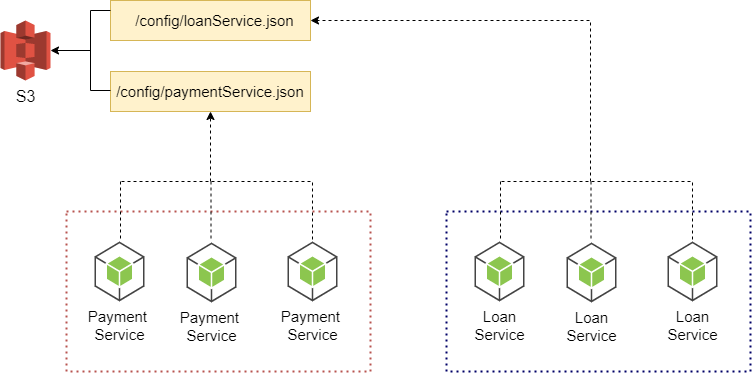 /config/loanService.json
S3
/config/paymentService.json
Payment
Service
Payment
Service
Payment
Service
Loan
Service
Loan
Service
Loan
Service